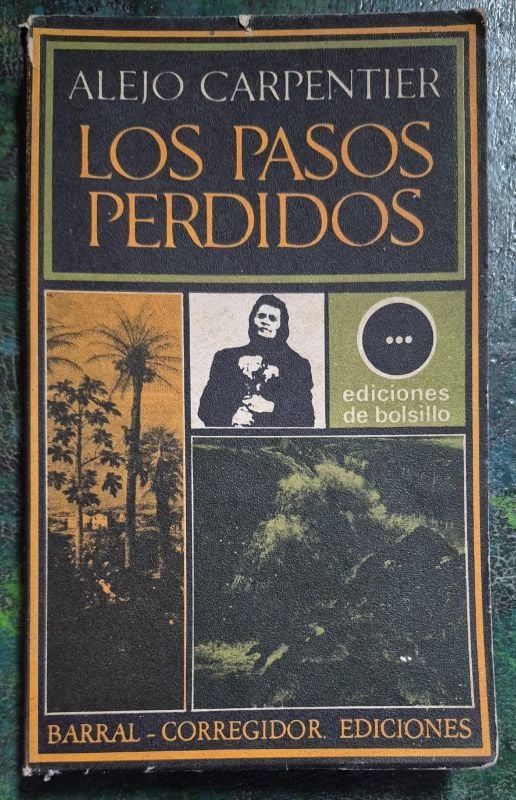 ALEJO CARPENTIER
LOS PASOS
PERDIDOS
ediciones
de bolsillo
BARRAL - CORREGIDOR. EDICIONES